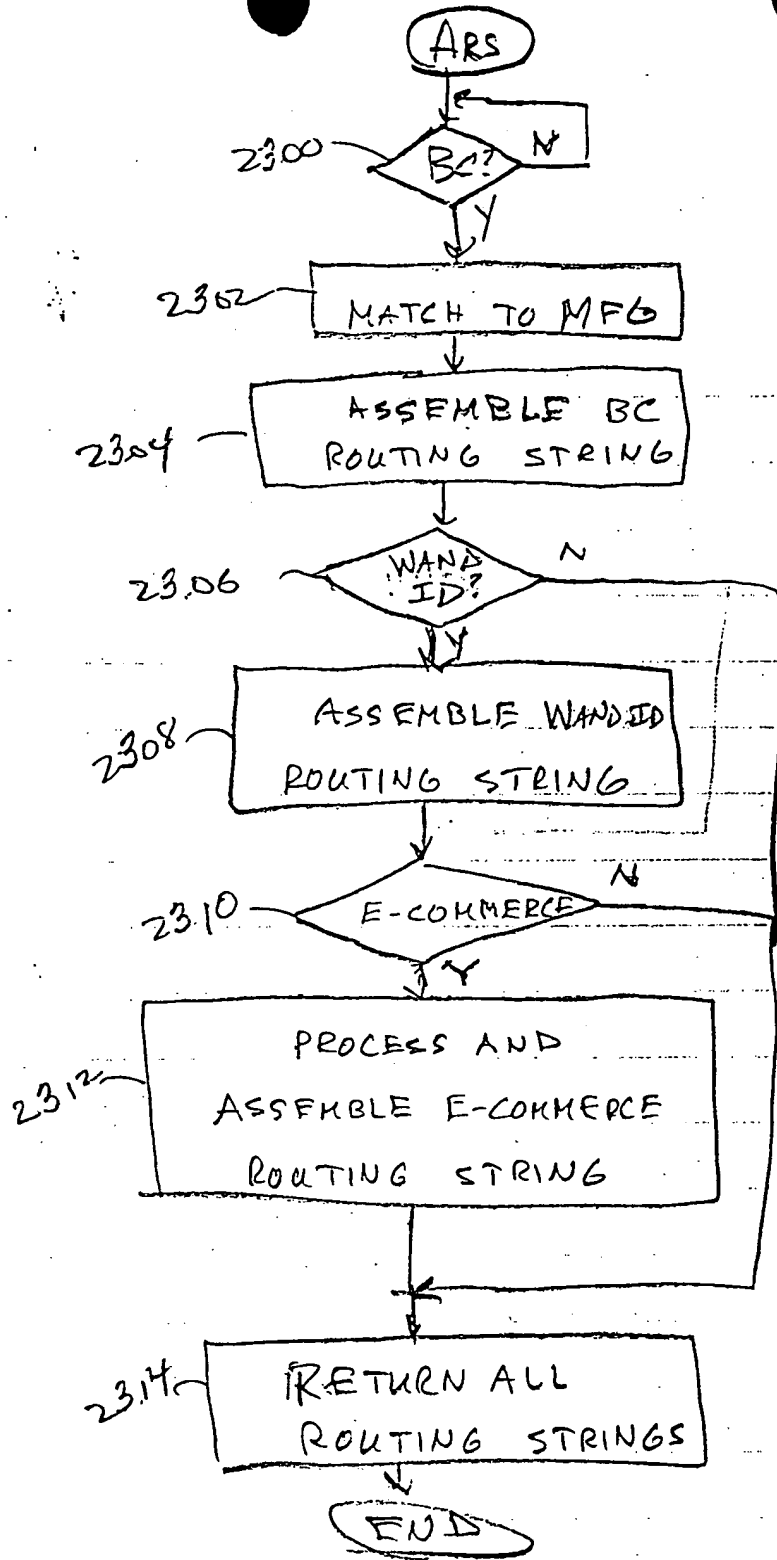 ARS
2300
BC?
N
Y
2302
MATCH TO MFG
2304
ASSEMBLE BC
ROUTING STRING
2306
WAND
ID?
N
Y
2308
ASSEMBLE WAND ID
ROUTING STRING
2310
E-COMMERCE
N
Y
2312
PROCESS AND
ASSEMBLE E-COMMERCE
ROUTING STRING
2314
RETURN ALL
ROUTING STRINGS
END